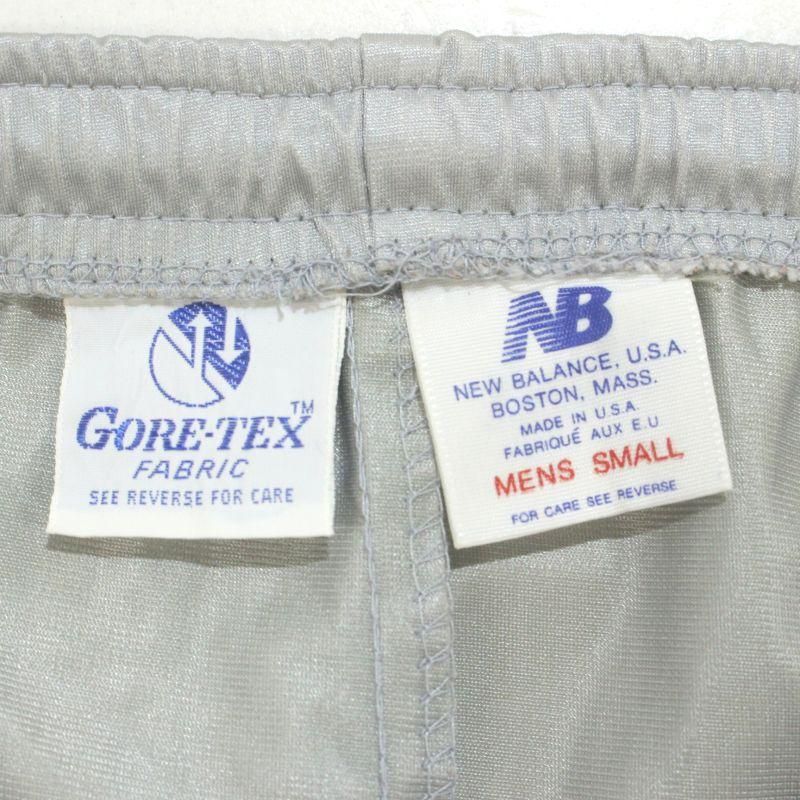 GORE-TEX™
FABRIC
SEE REVERSE FOR CARE
NB
NEW BALANCE, U.S.A.
BOSTON, MASS.
MADE IN U.S.A.
FABRIQUÉ AUX E.U
MENS SMALL
FOR CARE SEE REVERSE